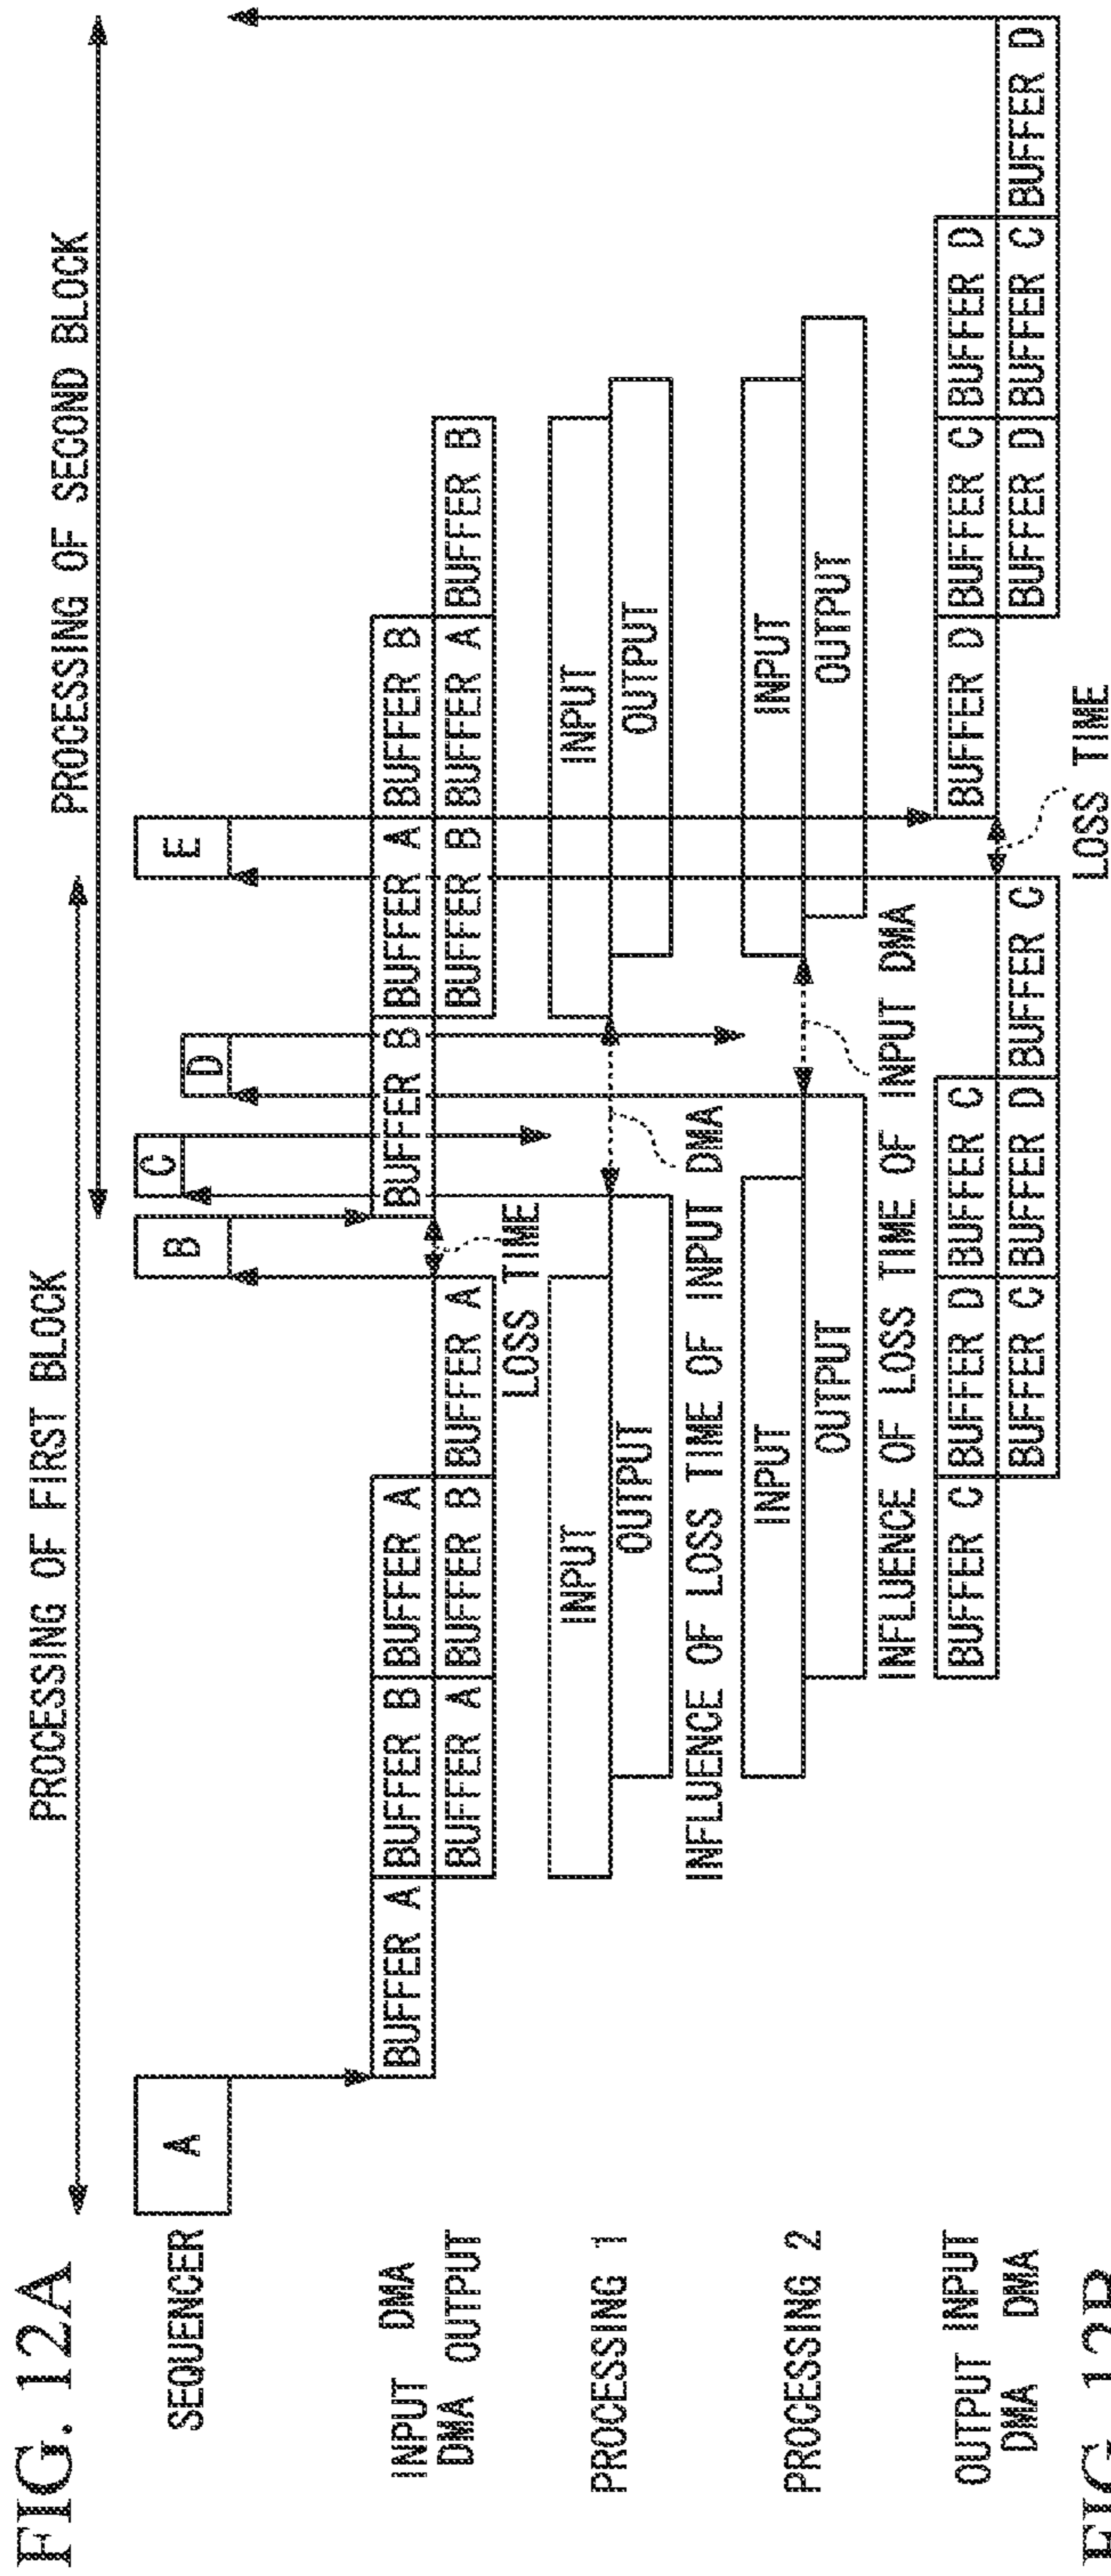 FIG. 12A
PROCESSING OF FIRST BLOCK
PROCESSING OF SECOND BLOCK
SEQUENCER
A
B
C
D
E
INPUT DMA
DMA OUTPUT
BUFFER A BUFFER B BUFFER A
BUFFER B BUFFER A BUFFER B
BUFFER A BUFFER B BUFFER A
BUFFER B BUFFER A BUFFER B
LOSS TIME
PROCESSING 1
INPUT
INPUT
OUTPUT
OUTPUT
INFLUENCE OF LOSS TIME OF INPUT DMA
PROCESSING 2
INPUT
INPUT
OUTPUT
OUTPUT
INFLUENCE OF LOSS TIME OF INPUT DMA
OUTPUT INPUT
DMA DMA
BUFFER C BUFFER D BUFFER C
BUFFER D BUFFER C BUFFER D
BUFFER C BUFFER D BUFFER C
BUFFER D BUFFER C BUFFER D
LOSS TIME
FIG. 12B